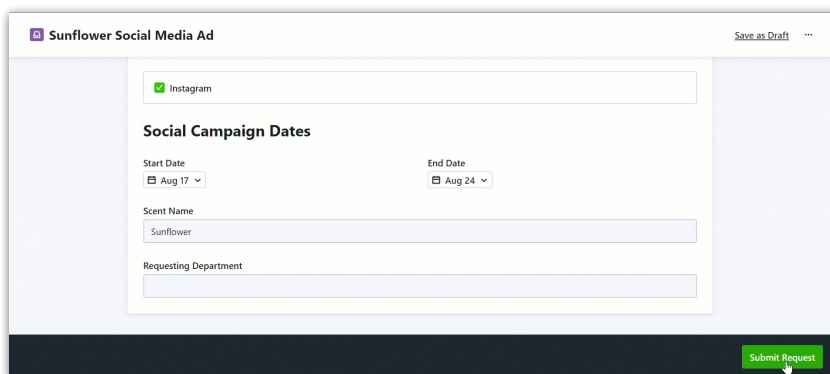 Sunflower Social Media Ad
Save as Draft
Instagram
Social Campaign Dates
Start Date
End Date
Aug 17
Aug 24
Scent Name
Sunflower
Requesting Department
Submit Request